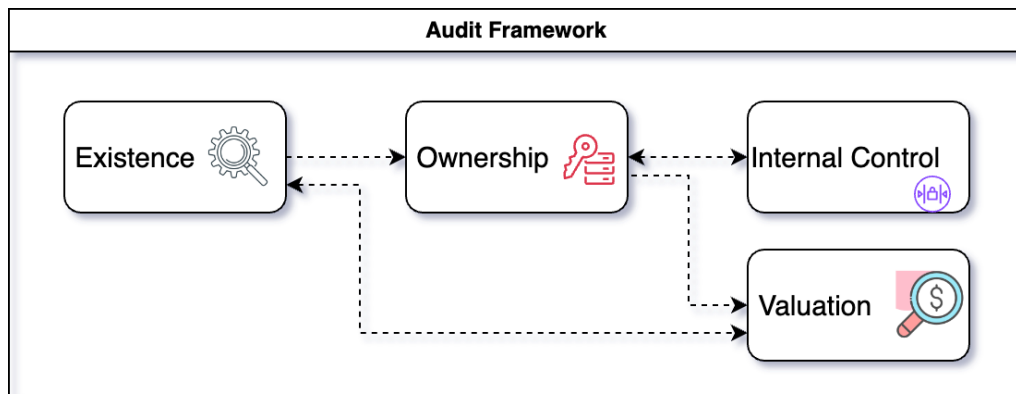 Audit Framework
Existence
Ownership
Internal Control
Valuation
$